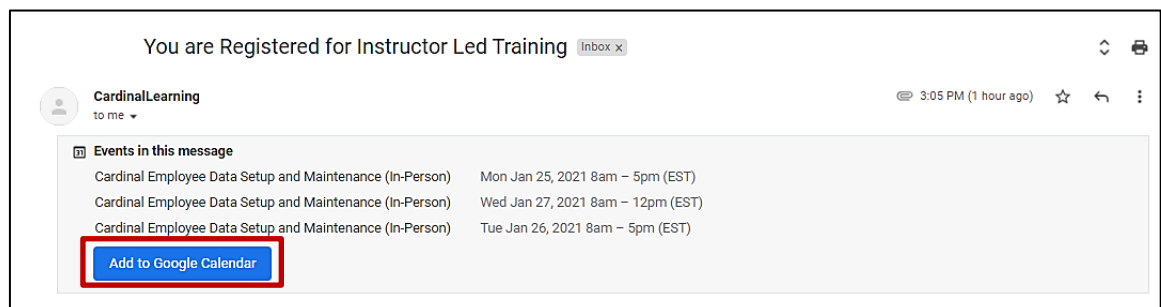 You are Registered for Instructor Led Training Inbox x
CardinalLearning 3:05 PM (1 hour ago)
to me
31 Events in this message
Cardinal Employee Data Setup and Maintenance (In-Person) Mon Jan 25, 2021 8am – 5pm (EST)
Cardinal Employee Data Setup and Maintenance (In-Person) Wed Jan 27, 2021 8am – 12pm (EST)
Cardinal Employee Data Setup and Maintenance (In-Person) Tue Jan 26, 2021 8am – 5pm (EST)
Add to Google Calendar